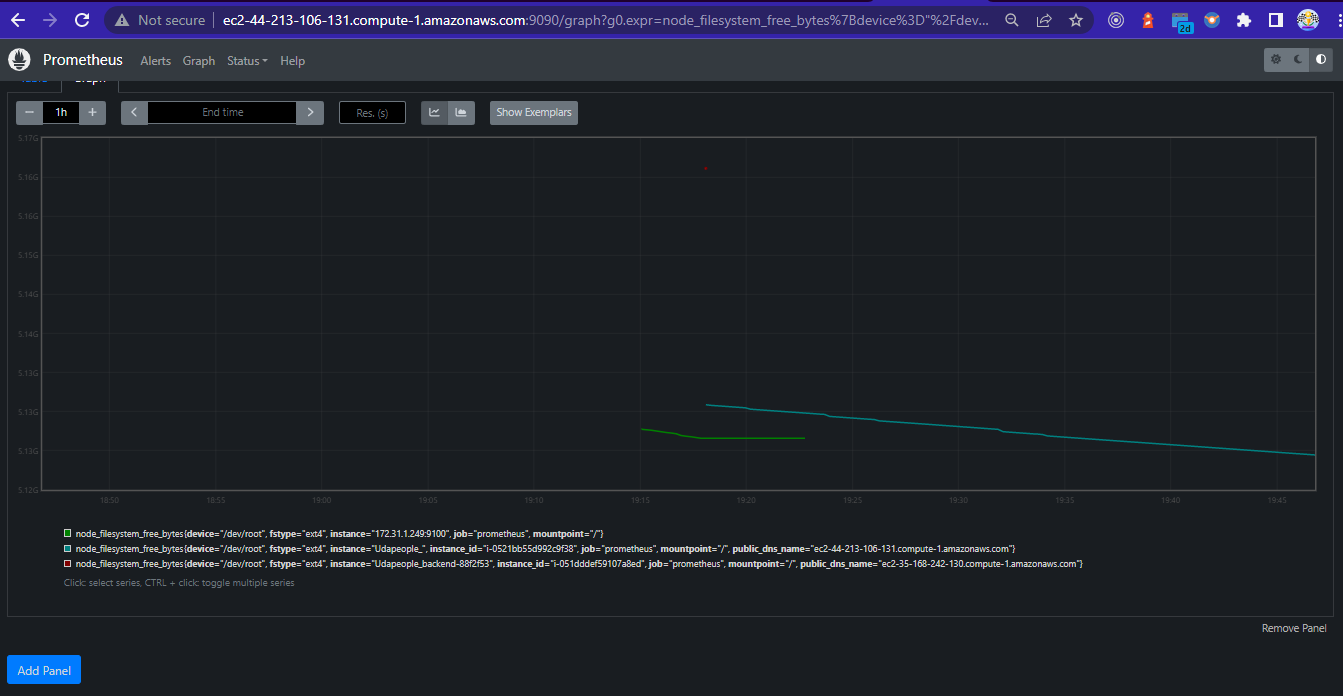 Not secure ec2-44-213-106-131.compute-1.amazonaws.com:9090/graph?g0.expr=node_filesystem_free_bytes%7Bdevice%3D"%2Fdev...
2d
Prometheus Alerts Graph Status Help
Graph
− 1h + End time Res. (s) Show Exemplars
5.17G
5.16G
5.16G
5.15G
5.14G
5.14G
5.13G
5.13G
5.13G
5.12G
18:50 18:55 19:00 19:05 19:10 19:15 19:20 19:25 19:30 19:35 19:40 19:45
node_filesystem_free_bytes{device="/dev/root", fstype="ext4", instance="172.31.1.249:9100", job="prometheus", mountpoint="/"}
node_filesystem_free_bytes{device="/dev/root", fstype="ext4", instance="Udapeople_", instance_id="i-0521bb55d992c9f38", job="prometheus", mountpoint="/", public_dns_name="ec2-44-213-106-131.compute-1.amazonaws.com"}
node_filesystem_free_bytes{device="/dev/root", fstype="ext4", instance="Udapeople_backend-88f2f53", instance_id="i-051dddef59107a8ed", job="prometheus", mountpoint="/", public_dns_name="ec2-35-168-242-130.compute-1.amazonaws.com"}
Click: select series, CTRL + click: toggle multiple series
Remove Panel
Add Panel